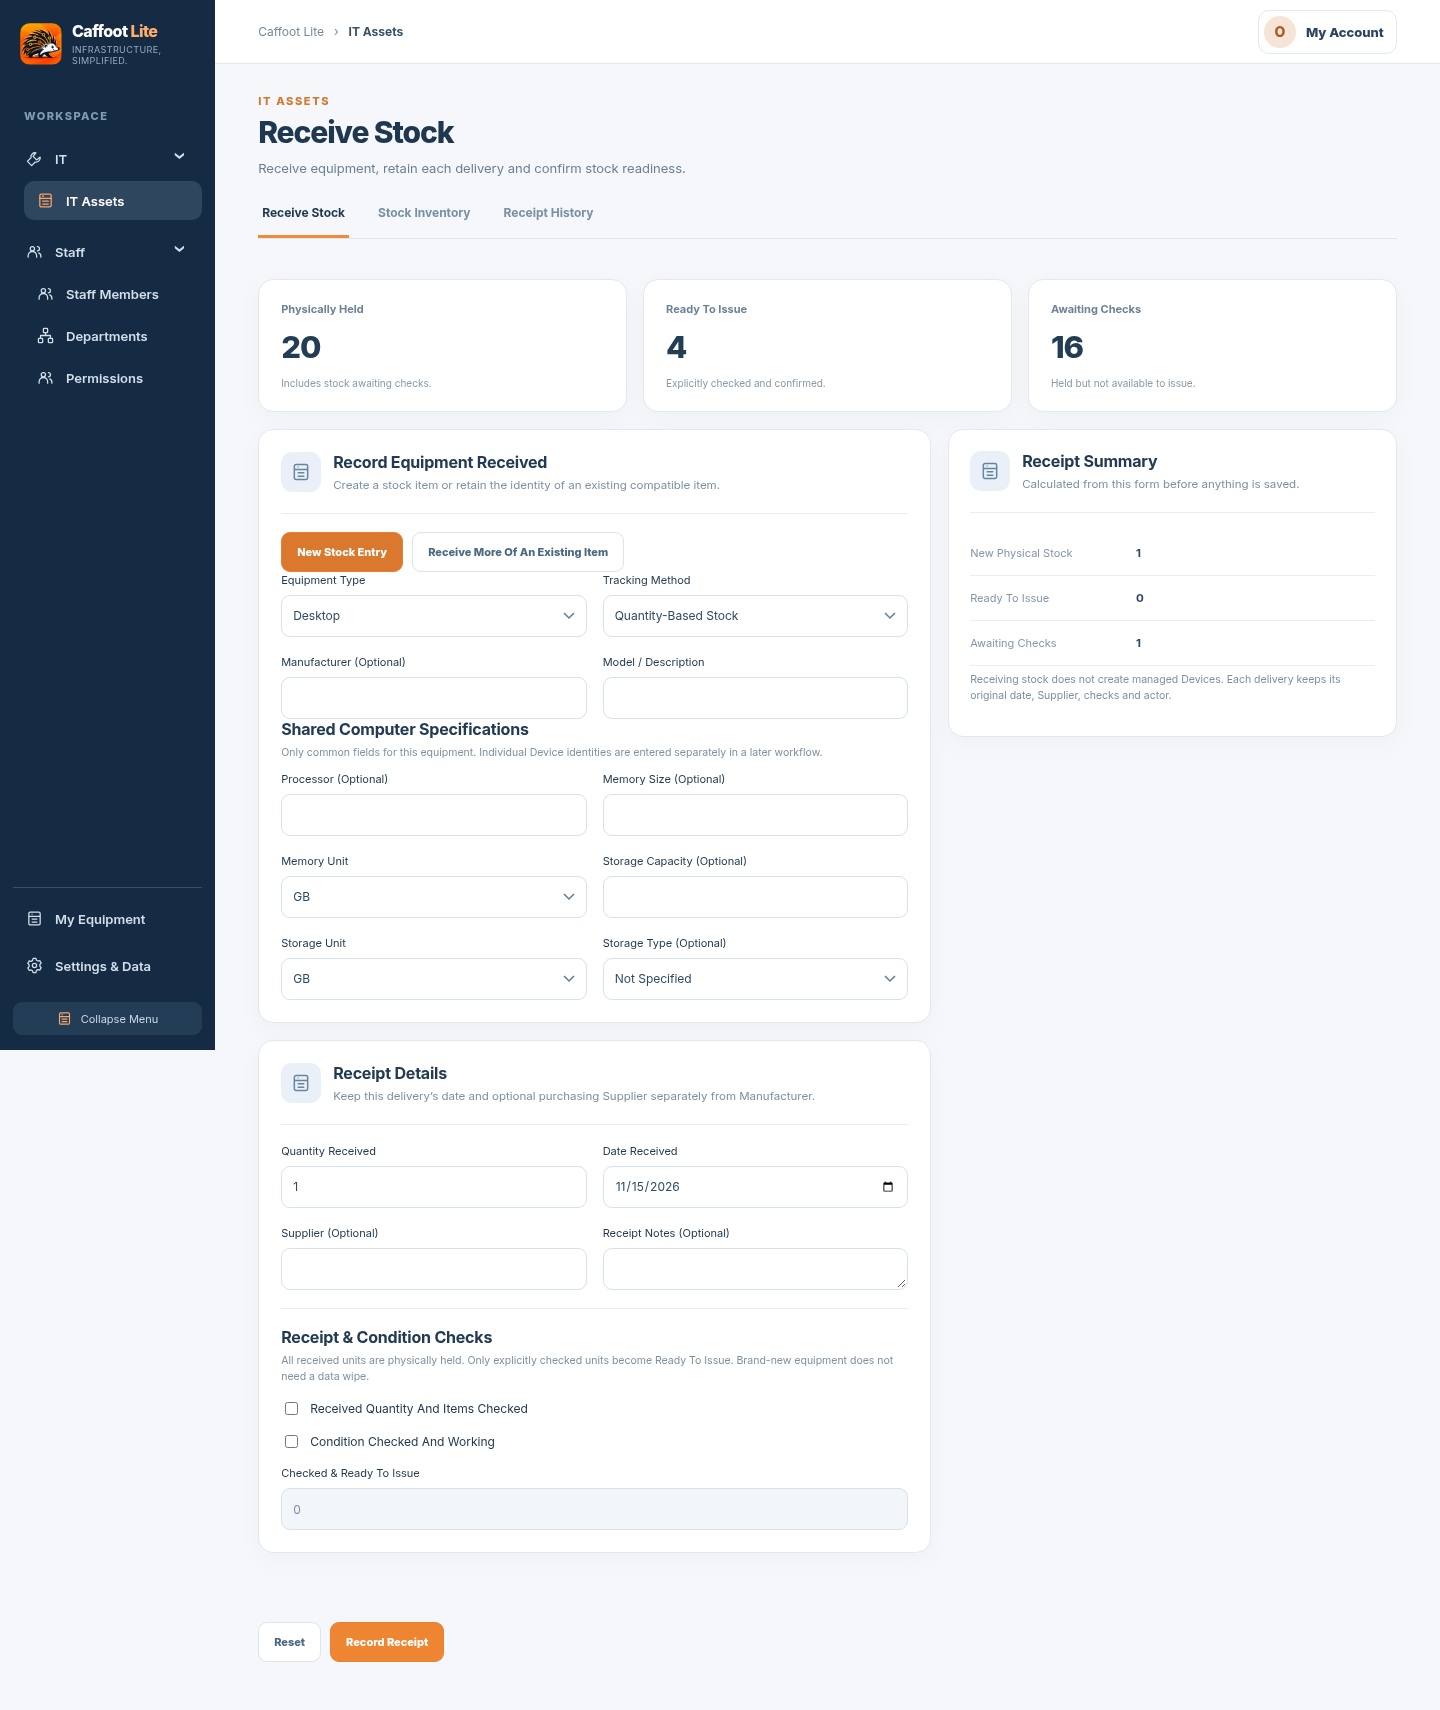 Caffoot Lite
INFRASTRUCTURE,
SIMPLIFIED.
WORKSPACE
IT
IT Assets
Staff
Staff Members
Departments
Permissions
My Equipment
Settings & Data
Collapse Menu
Caffoot Lite › IT Assets
O My Account
IT ASSETS
Receive Stock
Receive equipment, retain each delivery and confirm stock readiness.
Receive Stock Stock Inventory Receipt History
Physically Held
20
Includes stock awaiting checks.
Ready To Issue
4
Explicitly checked and confirmed.
Awaiting Checks
16
Held but not available to issue.
Record Equipment Received
Create a stock item or retain the identity of an existing compatible item.
New Stock Entry Receive More Of An Existing Item
Equipment Type Tracking Method
Desktop Quantity-Based Stock
Manufacturer (Optional) Model / Description
Shared Computer Specifications
Only common fields for this equipment. Individual Device identities are entered separately in a later workflow.
Processor (Optional) Memory Size (Optional)
Memory Unit Storage Capacity (Optional)
GB
Storage Unit Storage Type (Optional)
GB Not Specified
Receipt Summary
Calculated from this form before anything is saved.
New Physical Stock 1
Ready To Issue 0
Awaiting Checks 1
Receiving stock does not create managed Devices. Each delivery keeps its
original date, Supplier, checks and actor.
Receipt Details
Keep this delivery's date and optional purchasing Supplier separately from Manufacturer.
Quantity Received Date Received
1 11/15/2026
Supplier (Optional) Receipt Notes (Optional)
Receipt & Condition Checks
All received units are physically held. Only explicitly checked units become Ready To Issue. Brand-new equipment does not
need a data wipe.
Received Quantity And Items Checked
Condition Checked And Working
Checked & Ready To Issue
0
Reset Record Receipt